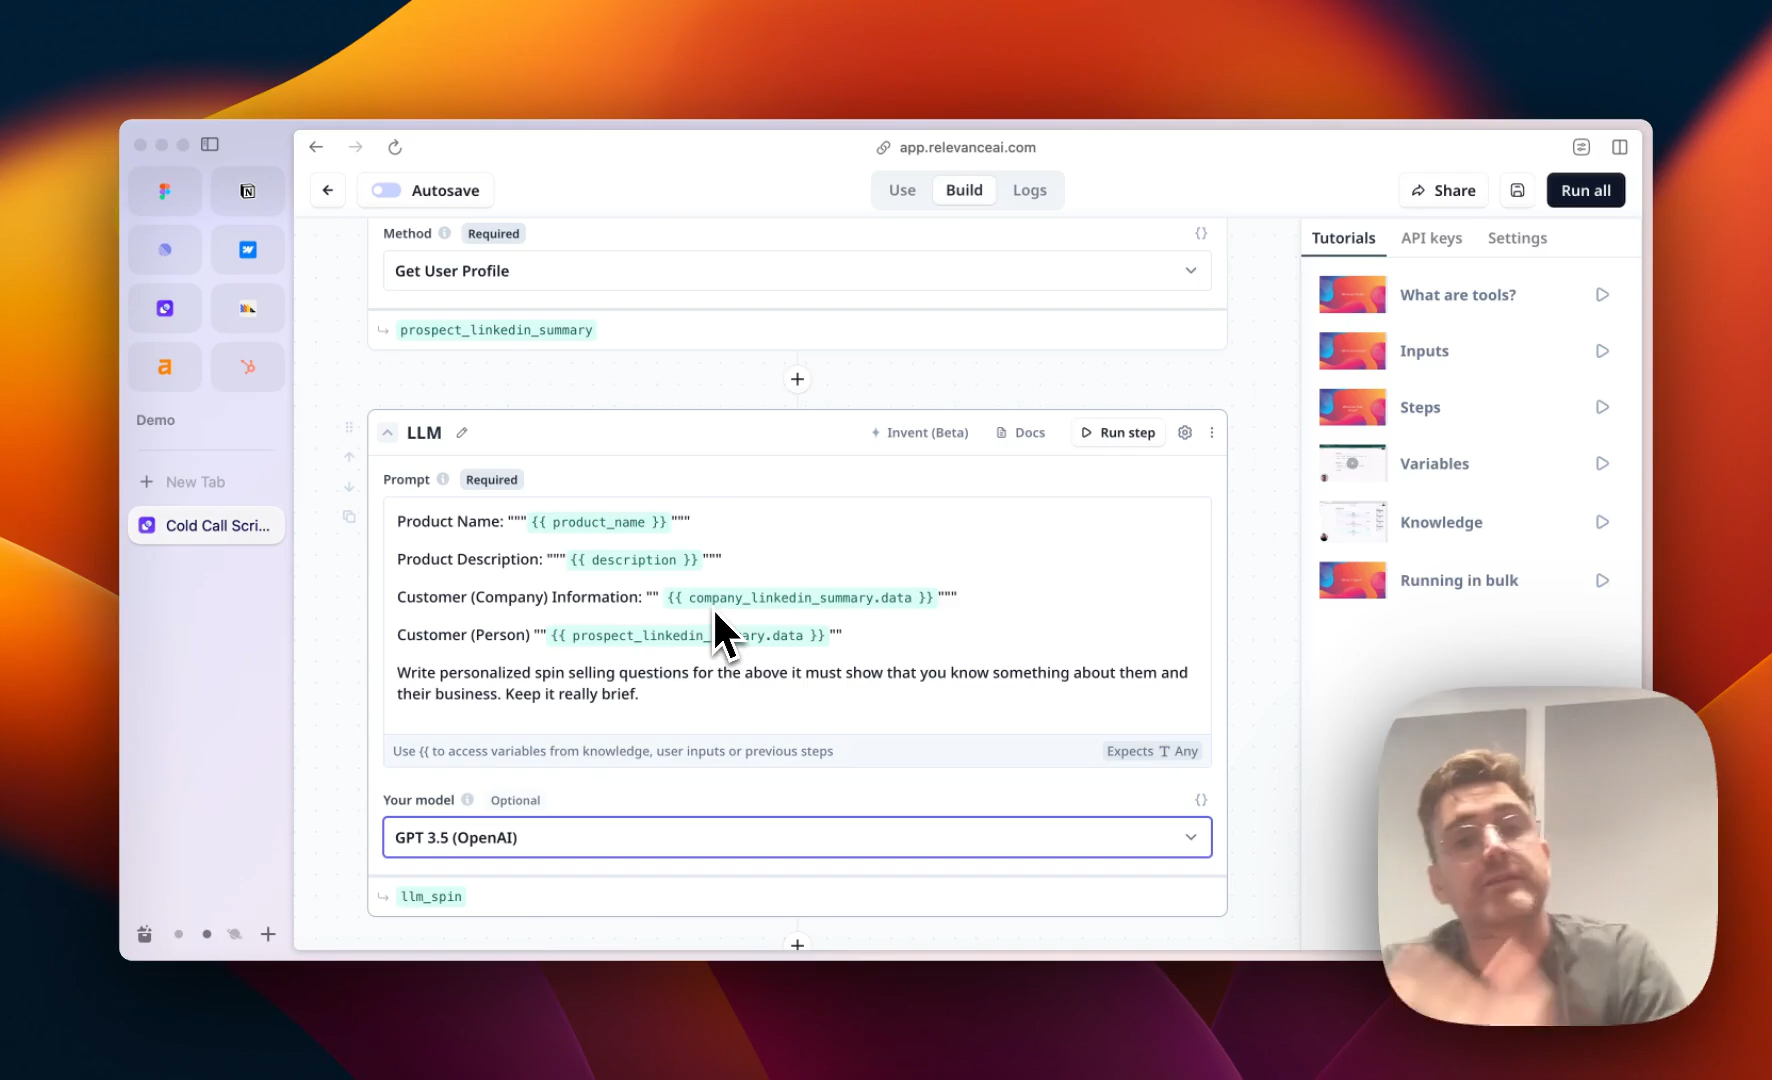 app.relevanceai.com
Autosave
Use
Build
Logs
Share
Run all
Demo
New Tab
Cold Call Scri...
Method
Required
{}
Get User Profile
prospect_linkedin_summary
LLM
Invent (Beta)
Docs
Run step
Prompt
Required
Product Name: """ {{ product_name }} """
Product Description: """ {{ description }} """
Customer (Company) Information: "" {{ company_linkedin_summary.data }} """
Customer (Person) "" {{ prospect_linkedin_ ary.data }} ""
Write personalized spin selling questions for the above it must show that you know something about them and
their business. Keep it really brief.
Use {{ to access variables from knowledge, user inputs or previous steps
Expects T Any
Your model
Optional
{}
GPT 3.5 (OpenAI)
llm_spin
Tutorials
API keys
Settings
What are tools?
Inputs
Steps
Variables
Knowledge
Running in bulk